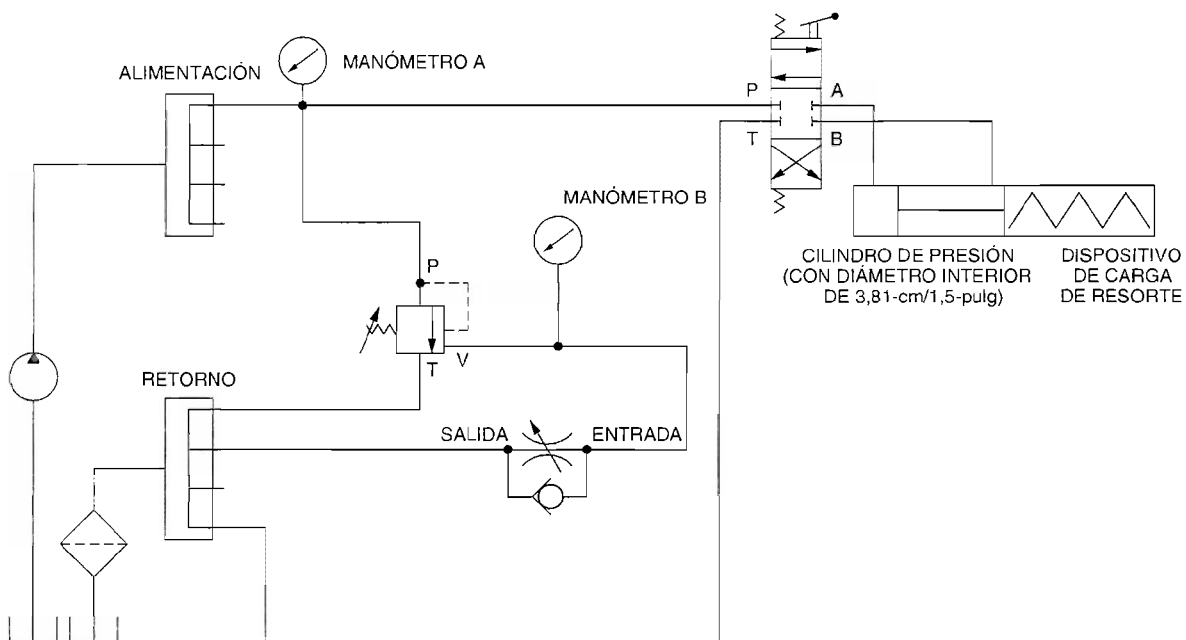 MANÓMETRO A
ALIMENTACIÓN
P
A
T
B
MANÓMETRO B
CILINDRO DE PRESIÓN
(CON DIÁMETRO INTERIOR
DE 3,81-cm/1,5-pulg)
DISPOSITIVO
DE CARGA
DE RESORTE
P
T
V
RETORNO
SALIDA
ENTRADA